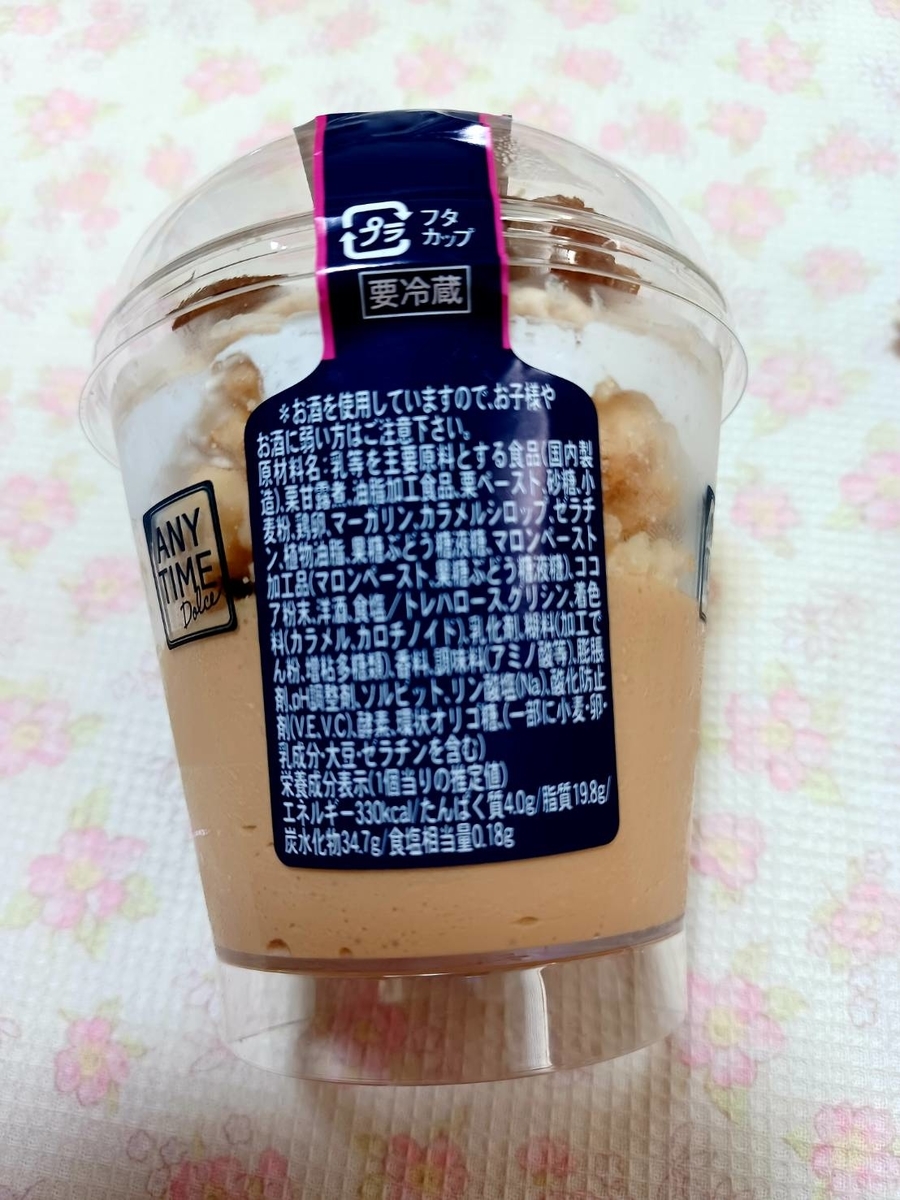 プラ
フタ
カップ
要冷蔵
※お酒を使用していますので、お子様や
お酒に弱い方はご注意下さい。
原材料名：乳等を主要原料とする食品(国内製
造)、栗甘露煮、油脂加工食品、栗ペースト、砂糖、小
麦粉、鶏卵、マーガリン、カラメルシロップ、ゼラチ
ン、植物油脂、果糖ぶどう糖液糖、マロンペースト
加工品(マロンペースト、果糖ぶどう糖液糖)、ココ
ア粉末、洋酒、食塩／トレハロース、グリシン、着色
料(カラメル、カロチノイド)、乳化剤、糊料(加工で
ん粉、増粘多糖類)、香料、調味料(アミノ酸等)、膨脹
剤、pH調整剤、ソルビット、リン酸塩(Na)、酸化防止
剤(V.E、V.C)、酵素、環状オリゴ糖、(一部に小麦・卵・
乳成分・大豆・ゼラチンを含む)
栄養成分表示(1個当りの推定値)
エネルギー330kcal/たんぱく質4.0g/脂質19.8g/
炭水化物34.7g/食塩相当量0.18g
ANY
TIME
Dolce